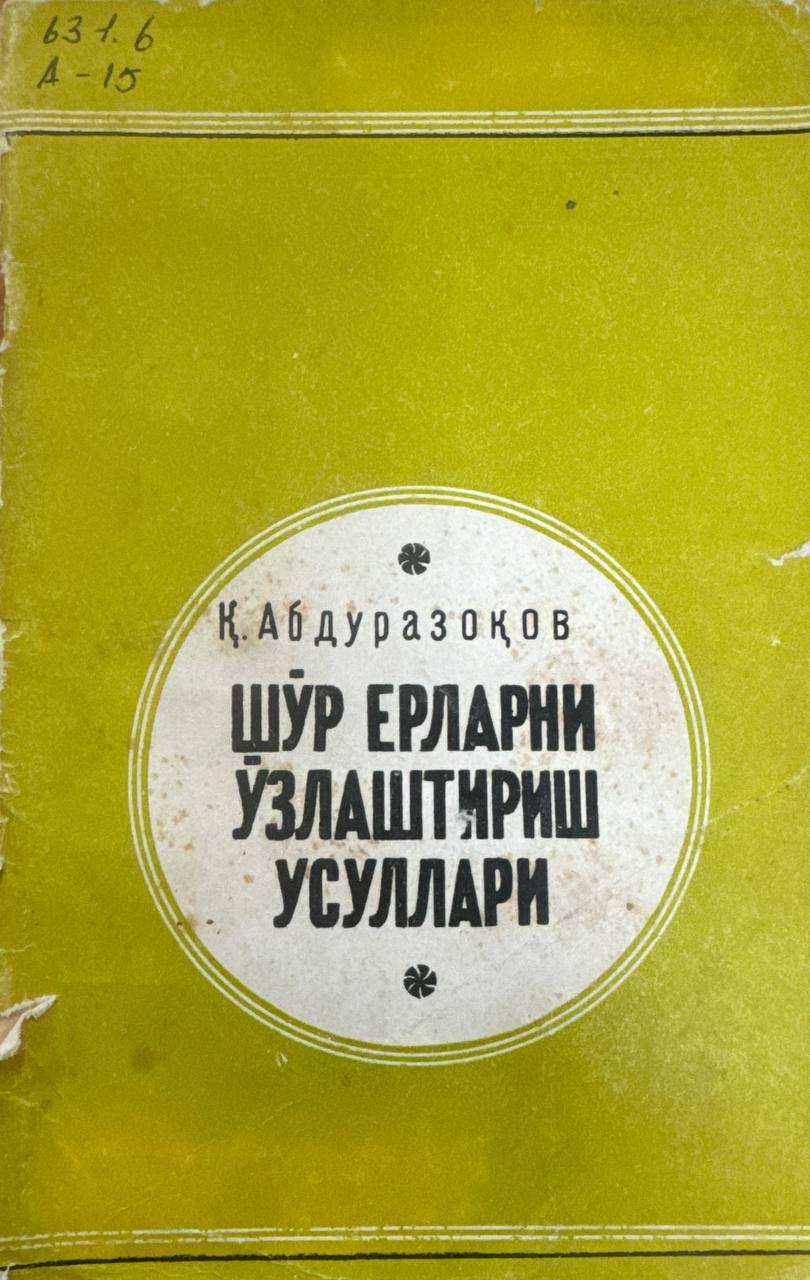 631.6
А-15
Қ. Абдуразоқов
ШЎР ЕРЛАРНИ
ЎЗЛАШТИРИШ
УСУЛЛАРИ